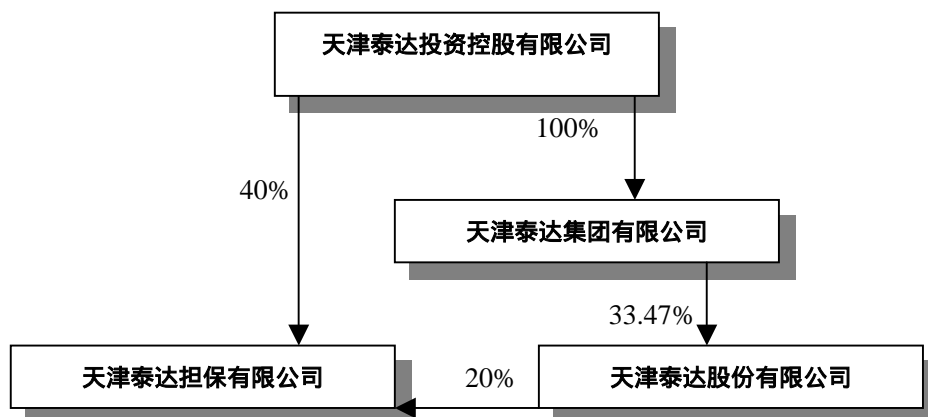 天津泰达投资控股有限公司
100%
40%
天津泰达集团有限公司
33.47%
天津泰达担保有限公司
20%
天津泰达股份有限公司